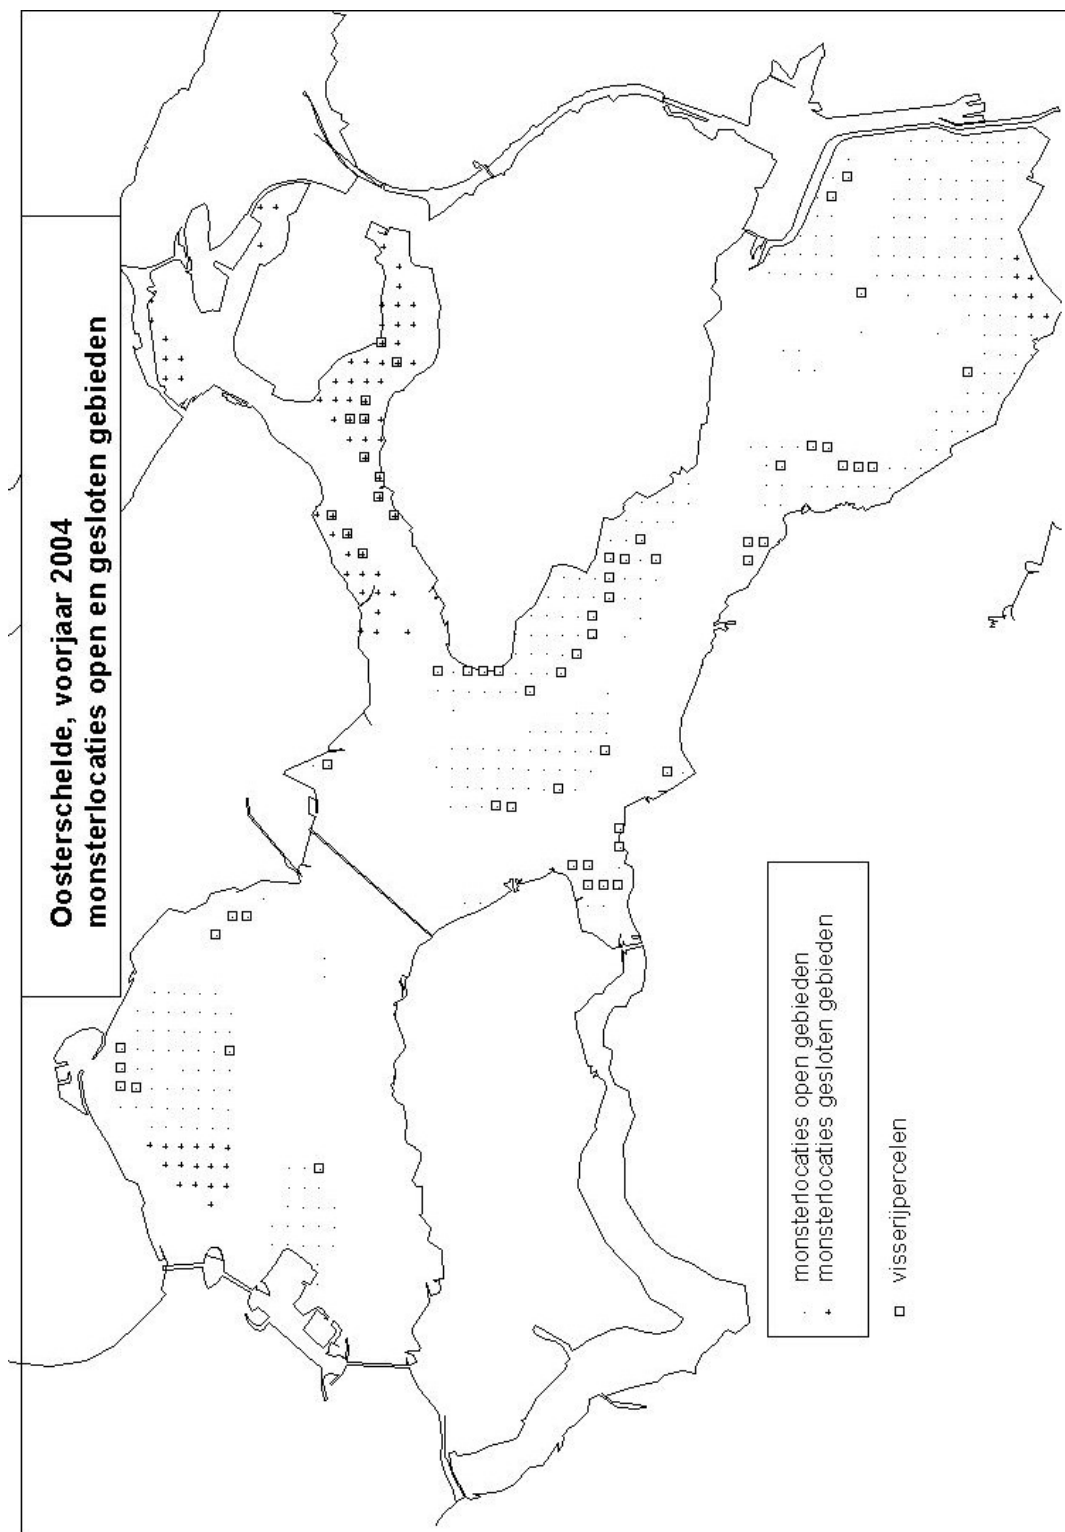 Oosterschelde, voorjaar 2004
monsterlocaties open en gesloten gebieden
monsterlocaties open gebieden
monsterlocaties gesloten gebieden
visserijpercelen